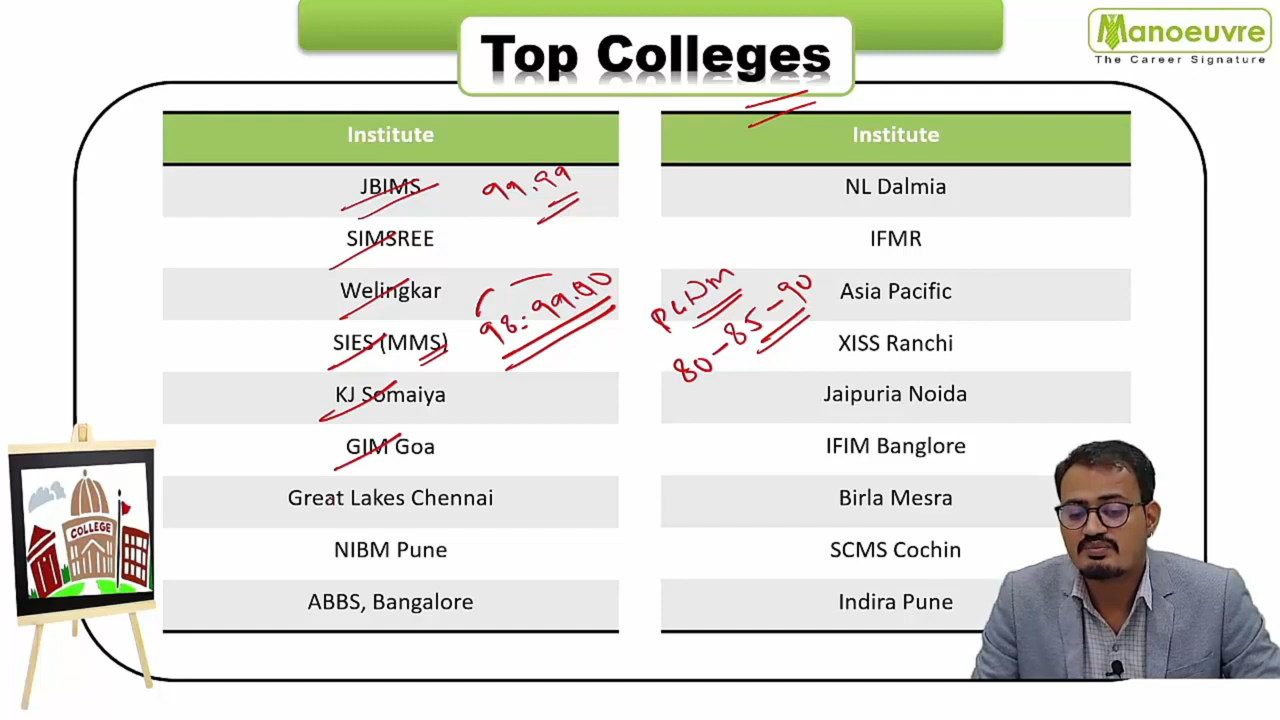 Top Colleges
Manoeuvre
The Career Signature
Institute
JBIMS 99.99
SIMSREE
Welingkar
SIES (MMS) 98-99.90
KJ Somaiya
GIM Goa
Great Lakes Chennai
NIBM Pune
ABBS, Bangalore
Institute
NL Dalmia
IFMR
PGDM
80-85-90
Asia Pacific
XISS Ranchi
Jaipuria Noida
IFIM Banglore
Birla Mesra
SCMS Cochin
Indira Pune
COLLEGE